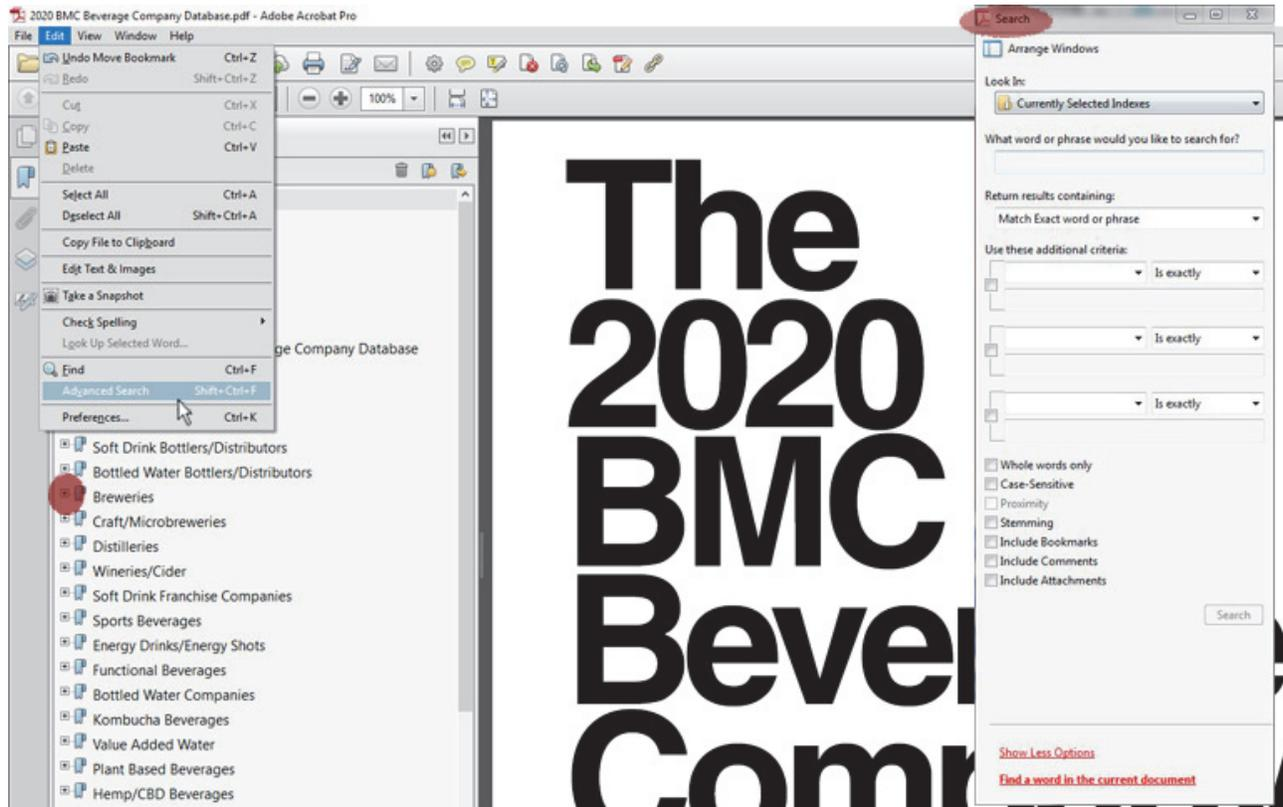 2020 BMC Beverage Company Database.pdf - Adobe Acrobat Pro
File Edit View Window Help
Undo Move Bookmark Ctrl+Z
Redo Shift+Ctrl+Z
Cut Ctrl+X
Copy Ctrl+C
Paste Ctrl+V
Delete
Select All Ctrl+A
Deselect All Shift+Ctrl+A
Copy File to Clipboard
Edit Text & Images
Take a Snapshot
Check Spelling
Look Up Selected Word...
Find Ctrl+F
Advanced Search Shift+Ctrl+F
Preferences... Ctrl+K
100%
ge Company Database
Soft Drink Bottlers/Distributors
Bottled Water Bottlers/Distributors
Breweries
Craft/Microbreweries
Distilleries
Wineries/Cider
Soft Drink Franchise Companies
Sports Beverages
Energy Drinks/Energy Shots
Functional Beverages
Bottled Water Companies
Kombucha Beverages
Value Added Water
Plant Based Beverages
Hemp/CBD Beverages
The
2020
BMC
Beve
Com
Search
Arrange Windows
Look In:
Currently Selected Indexes
What word or phrase would you like to search for?
Return results containing:
Match Exact word or phrase
Use these additional criteria:
Is exactly
Is exactly
Is exactly
Whole words only
Case-Sensitive
Proximity
Stemming
Include Bookmarks
Include Comments
Include Attachments
Search
Show Less Options
Find a word in the current document